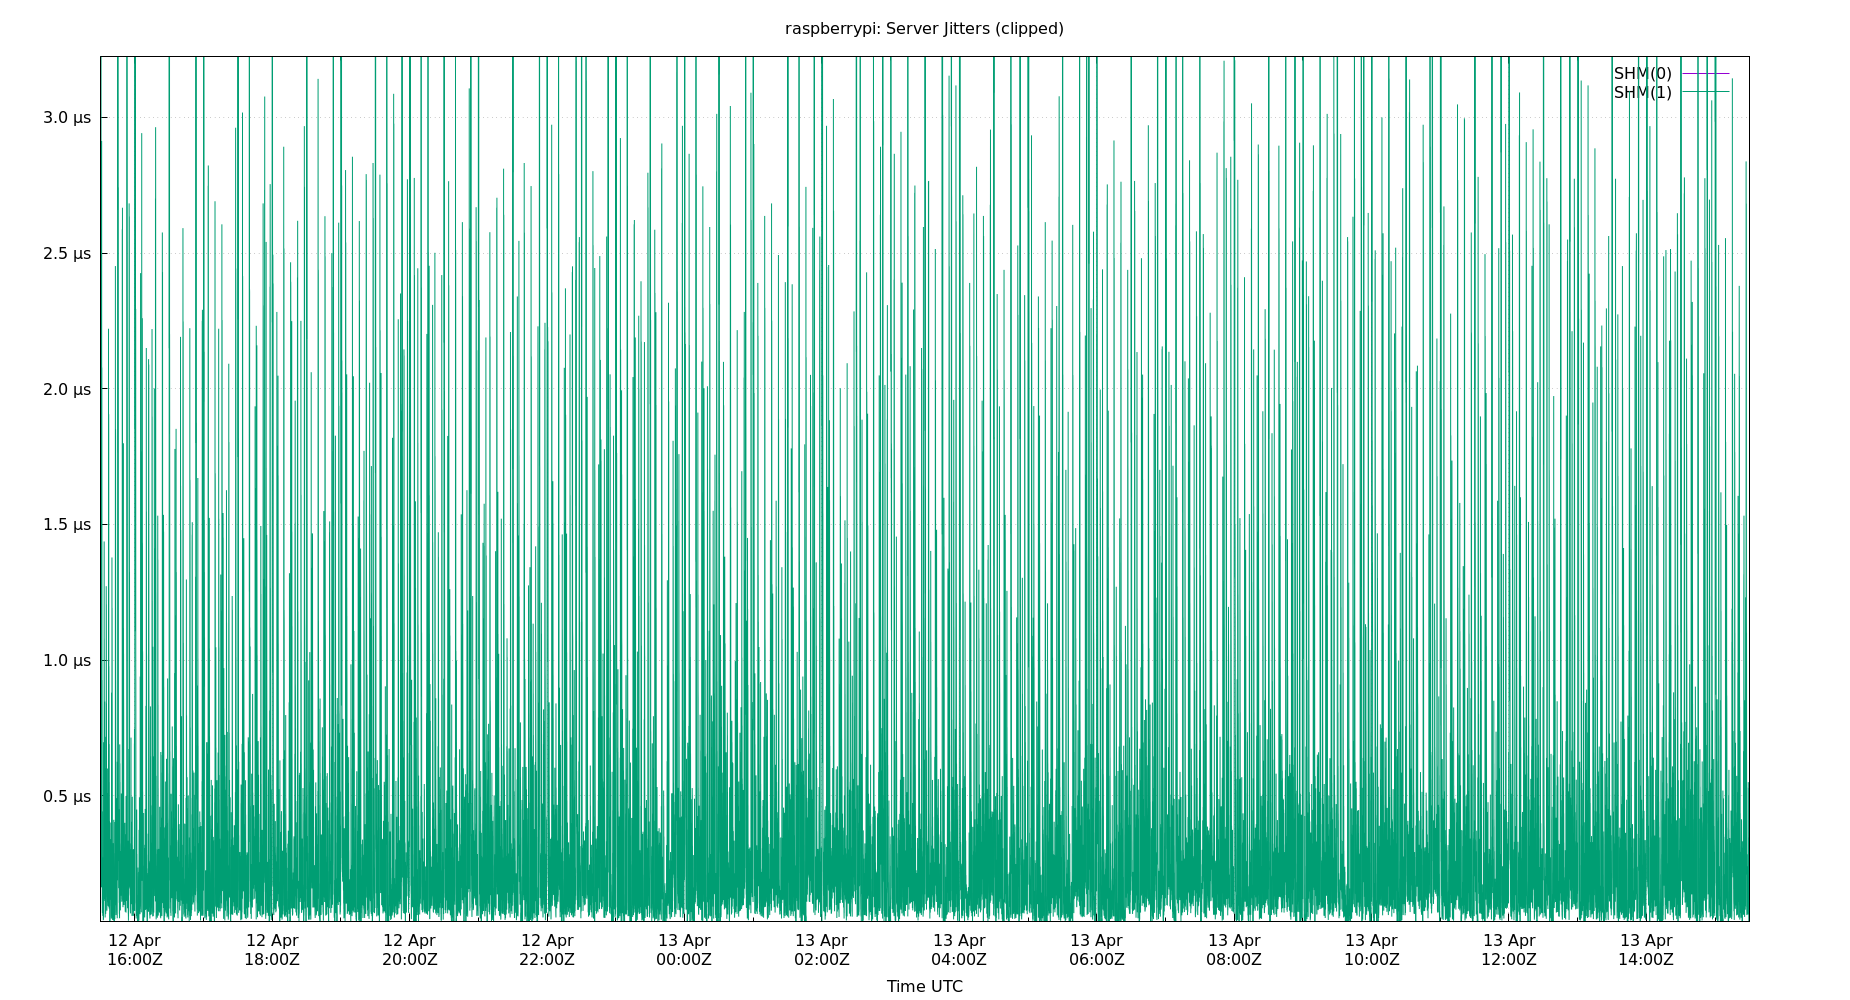 raspberrypi: Server Jitters (clipped)
SHM(0)
SHM(1)
3.0 µs
2.5 µs
2.0 µs
1.5 µs
1.0 µs
0.5 µs
12 Apr 12 Apr 12 Apr 12 Apr 13 Apr 13 Apr 13 Apr 13 Apr 13 Apr 13 Apr 13 Apr 13 Apr
16:00Z 18:00Z 20:00Z 22:00Z 00:00Z 02:00Z 04:00Z 06:00Z 08:00Z 10:00Z 12:00Z 14:00Z
Time UTC